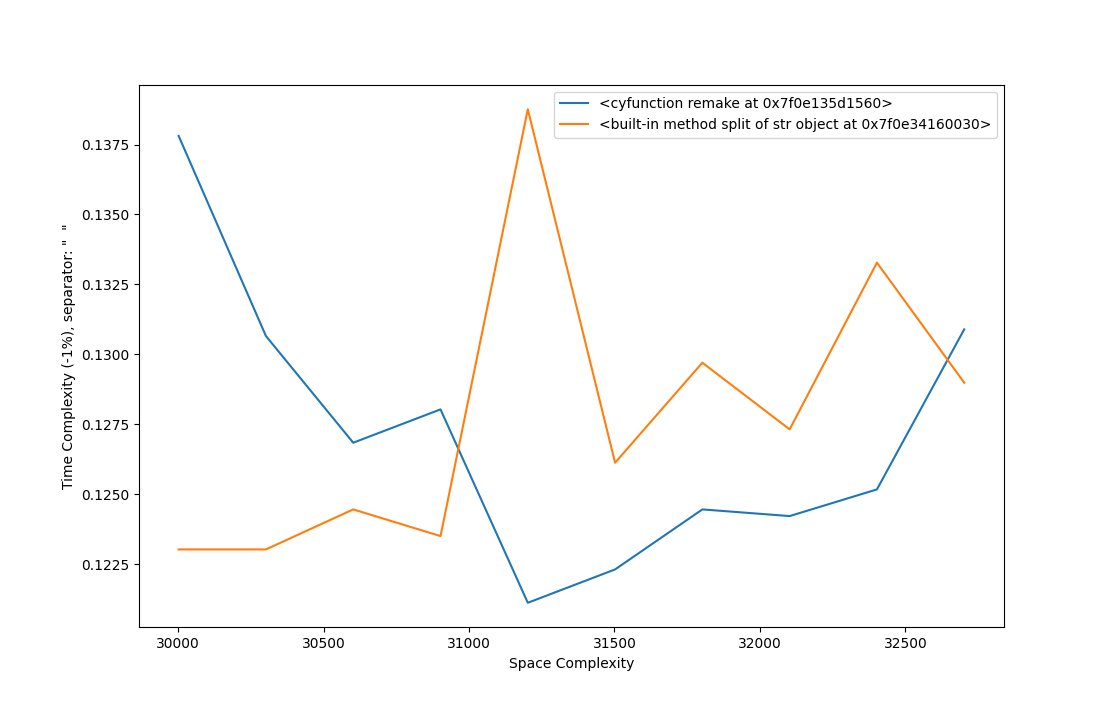 <cyfunction remake at 0x7f0e135d1560>
<built-in method split of str object at 0x7f0e34160030>
0.1375
0.1350
0.1325
0.1300
0.1275
0.1250
0.1225
Time Complexity (-1%), separator: "  "
30000 30500 31000 31500 32000 32500
Space Complexity